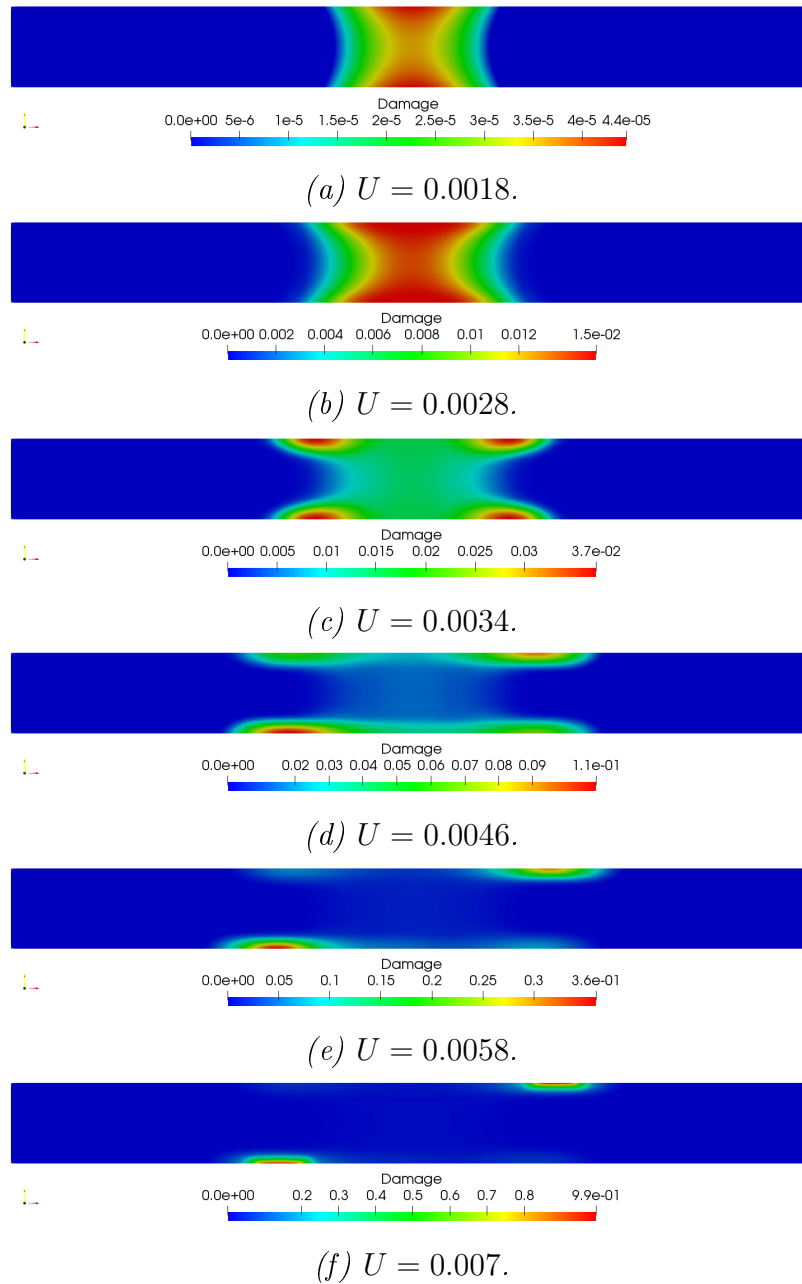 Damage
0.0e+00 5e-6 1e-5 1.5e-5 2e-5 2.5e-5 3e-5 3.5e-5 4e-5 4.4e-05
(a) U = 0.0018.
Damage
0.0e+00 0.002 0.004 0.006 0.008 0.01 0.012 1.5e-02
(b) U = 0.0028.
Damage
0.0e+00 0.005 0.01 0.015 0.02 0.025 0.03 3.7e-02
(c) U = 0.0034.
Damage
0.0e+00 0.02 0.03 0.04 0.05 0.06 0.07 0.08 0.09 1.1e-01
(d) U = 0.0046.
Damage
0.0e+00 0.05 0.1 0.15 0.2 0.25 0.3 3.6e-01
(e) U = 0.0058.
Damage
0.0e+00 0.2 0.3 0.4 0.5 0.6 0.7 0.8 9.9e-01
(f) U = 0.007.